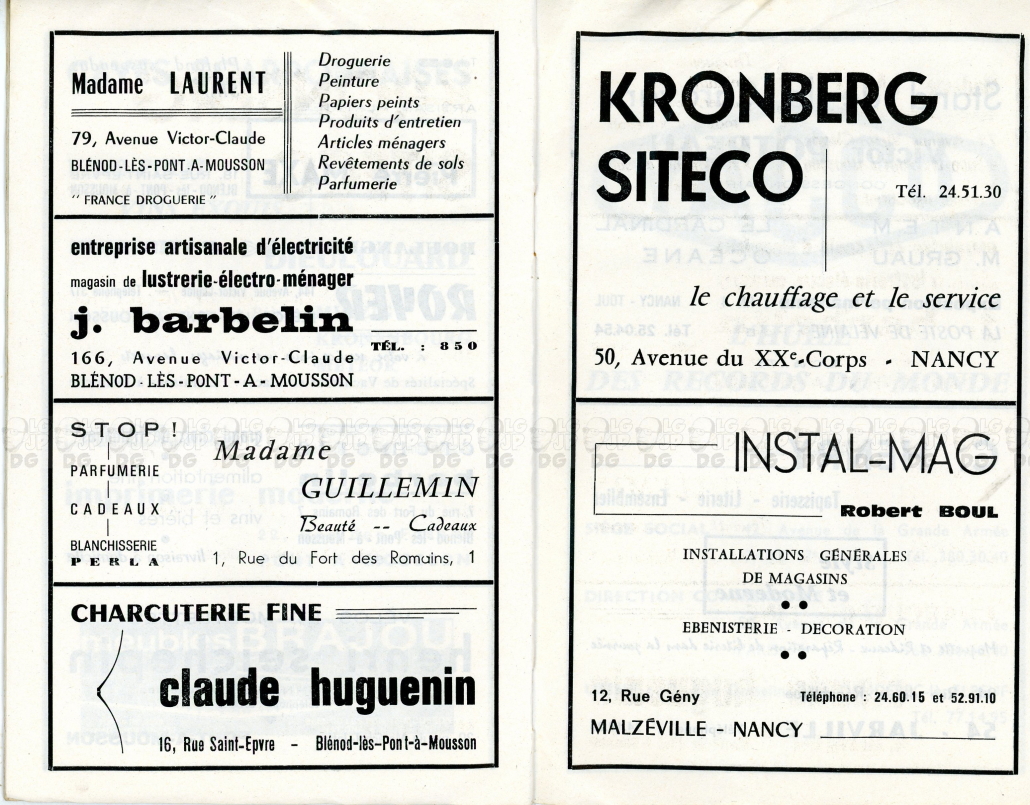 Madame LAURENT
79, Avenue Victor-Claude
BLÉNOD-LÈS-PONT-A-MOUSSON
" FRANCE DROGUERIE "
Droguerie
Peinture
Papiers peints
Produits d'entretien
Articles ménagers
Revêtements de sols
Parfumerie
entreprise artisanale d'électricité
magasin de lustrerie-électro-ménager
j. barbelin
TÉL. : 850
166, Avenue Victor-Claude
BLÉNOD-LÈS-PONT-A-MOUSSON
STOP!
PARFUMERIE
CADEAUX
BLANCHISSERIE
PERLA
Madame
GUILLEMIN
Beauté -- Cadeaux
1, Rue du Fort des Romains, 1
CHARCUTERIE FINE
claude huguenin
16, Rue Saint-Epvre – Blénod-lès-Pont-à-Mousson
KRONBERG
SITECO
Tél. 24.51.30
le chauffage et le service
50, Avenue du XXe-Corps - NANCY
INSTAL-MAG
Robert BOUL
INSTALLATIONS GÉNÉRALES
DE MAGASINS
EBENISTERIE - DECORATION
12, Rue Gény
Téléphone : 24.60.15 et 52.91.10
MALZÉVILLE - NANCY